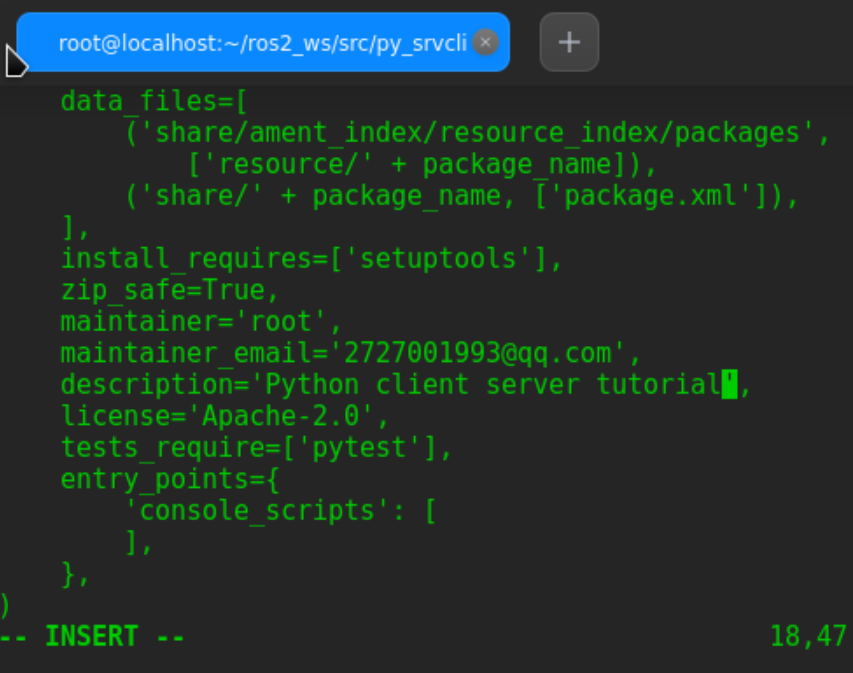 root@localhost:~/ros2_ws/src/py_srvcli
data_files=[
('share/ament_index/resource_index/packages',
['resource/' + package_name]),
('share/' + package_name, ['package.xml']),
],
install_requires=['setuptools'],
zip_safe=True,
maintainer='root',
maintainer_email='2727001993@qq.com',
description='Python client server tutorial',
license='Apache-2.0',
tests_require=['pytest'],
entry_points={
'console_scripts': [
],
},
)
-- INSERT -- 18,47